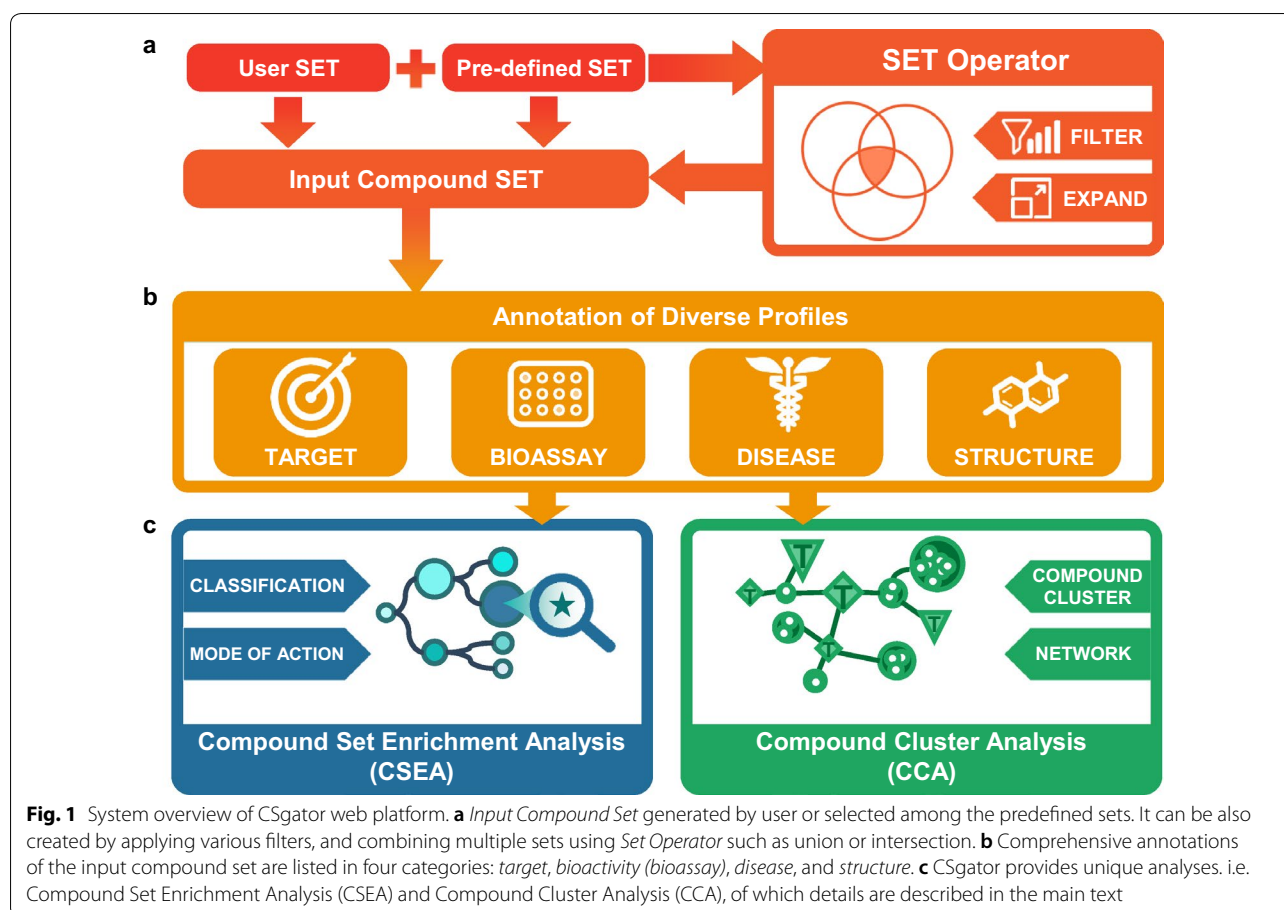 a
User SET
Pre-defined SET
SET Operator
FILTER
EXPAND
Input Compound SET
b
Annotation of Diverse Profiles
TARGET
BIOASSAY
DISEASE
STRUCTURE
c
CLASSIFICATION
MODE OF ACTION
Compound Set Enrichment Analysis
(CSEA)
T
T
T
T
T
COMPOUND
CLUSTER
NETWORK
Compound Cluster Analysis
(CCA)
Fig. 1 System overview of CSgator web platform. a Input Compound Set generated by user or selected among the predefined sets. It can be also
created by applying various filters, and combining multiple sets using Set Operator such as union or intersection. b Comprehensive annotations
of the input compound set are listed in four categories: target, bioactivity (bioassay), disease, and structure. c CSgator provides unique analyses. i.e.
Compound Set Enrichment Analysis (CSEA) and Compound Cluster Analysis (CCA), of which details are described in the main text